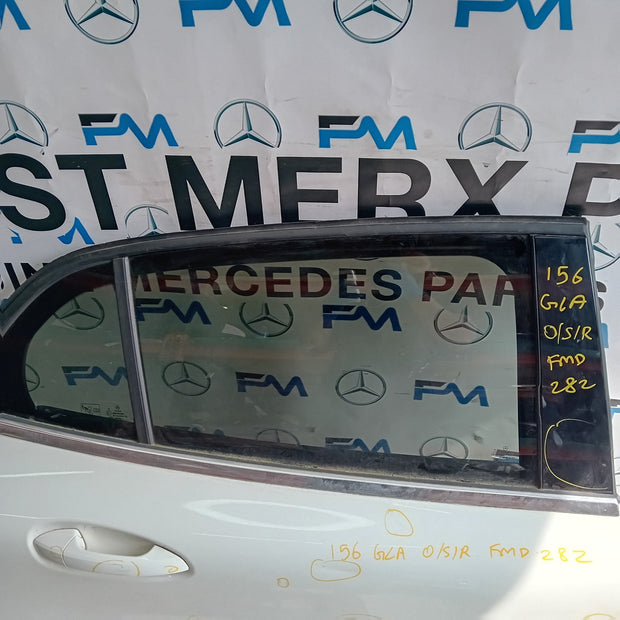 FM FM FM
FM FM FM
ST MERX P
IN MERCEDES PAR S
FM FM
FM FM FM
FM
156
GLA
O/S/R
FMD
282
156 GLA O/S/R FMD 282